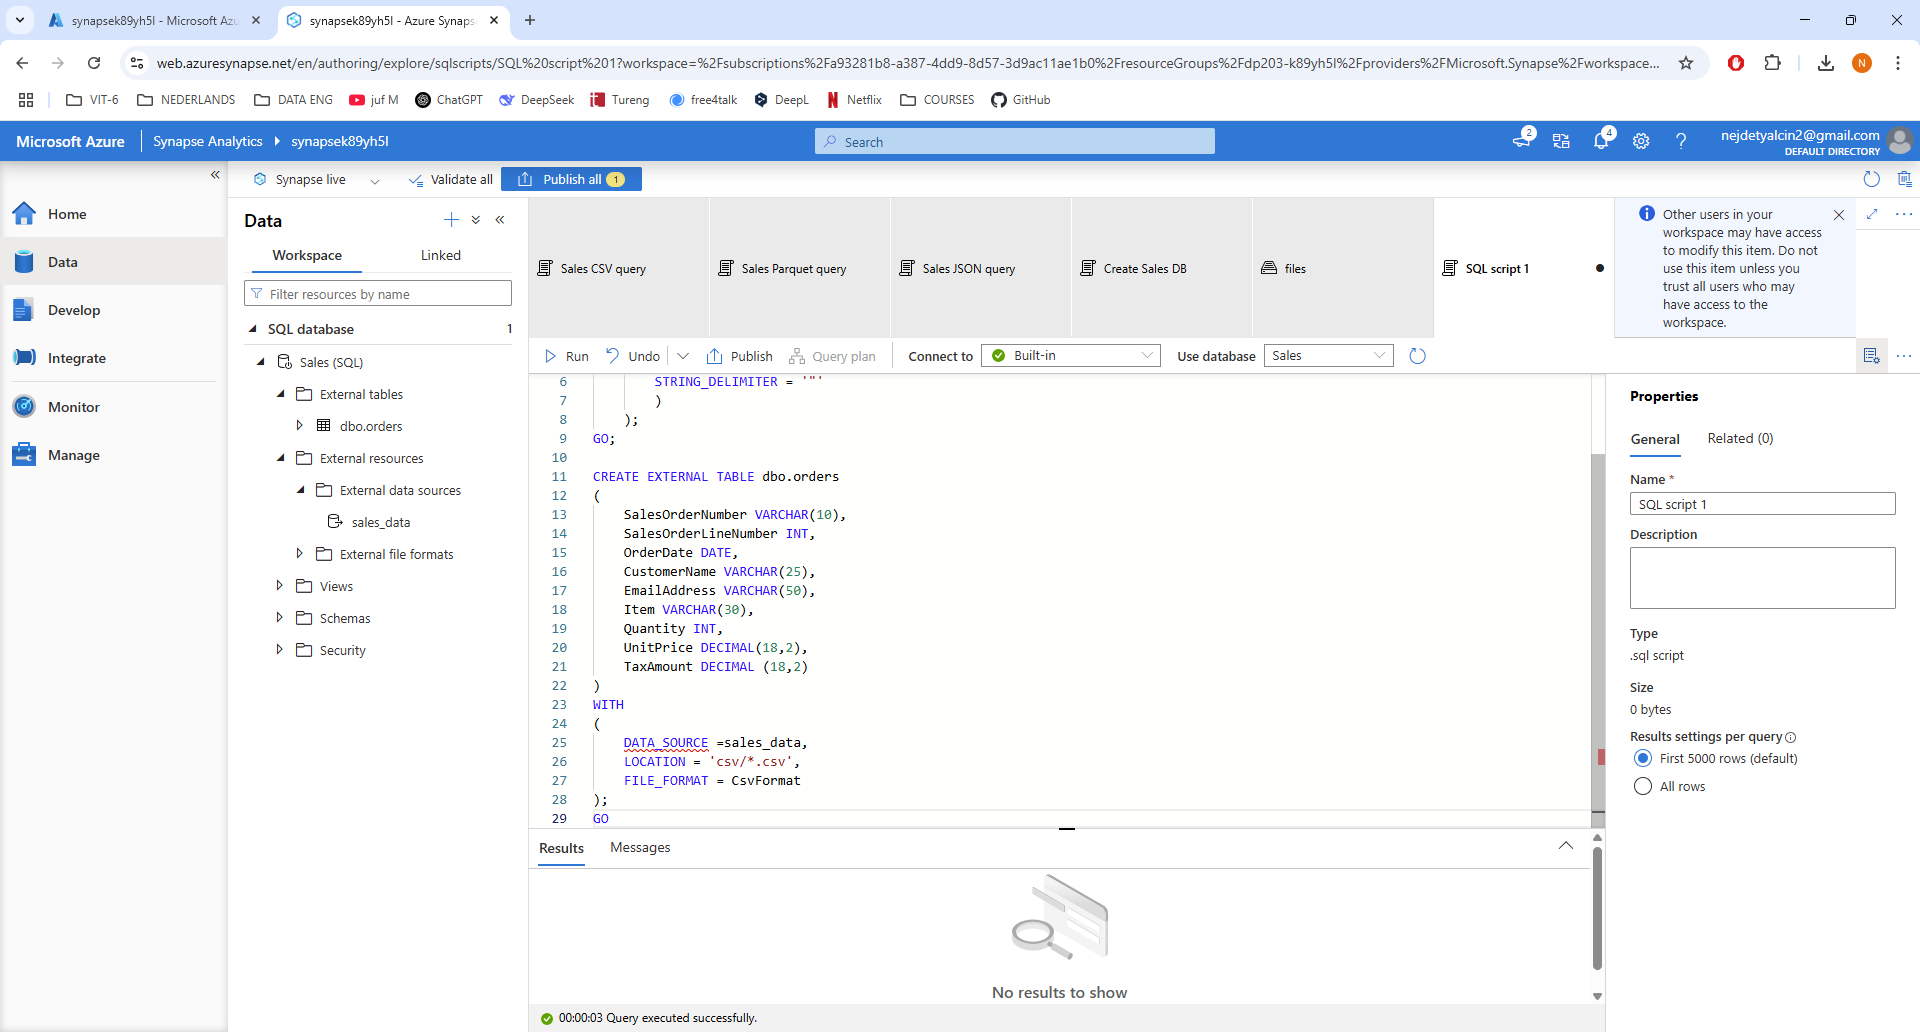 synapsek89yh5l - Microsoft Azu
synapsek89yh5l - Azure Synaps
web.azuresynapse.net/en/authoring/explore/sqlscripts/SQL%20script%201?workspace=%2Fsubscriptions%2Fa93281b8-a387-4dd9-8d57-3d9ac11ae1b0%2FresourceGroups%2Fdp203-k89yh5l%2Fproviders%2FMicrosoft.Synapse%2Fworkspace...
N
VIT-6
NEDERLANDS
DATA ENG
juf M
ChatGPT
DeepSeek
Tureng
free4talk
DeepL
Netflix
COURSES
GitHub
Microsoft Azure
Synapse Analytics
synapsek89yh5l
Search
2
4
nejdetyalcin2@gmail.com
DEFAULT DIRECTORY
Synapse live
Validate all
Publish all 1
Home
Data
Develop
Integrate
Monitor
Manage
Data
Workspace
Linked
Filter resources by name
SQL database 1
Sales (SQL)
External tables
dbo.orders
External resources
External data sources
sales_data
External file formats
Views
Schemas
Security
Sales CSV query
Sales Parquet query
Sales JSON query
Create Sales DB
files
SQL script 1
Other users in your
workspace may have access
to modify this item. Do not
use this item unless you
trust all users who may
have access to the
workspace.
Run
Undo
Publish
Query plan
Connect to
Built-in
Use database
Sales
6 STRING_DELIMITER = '"'
7 )
8 );
9 GO;
10
11 CREATE EXTERNAL TABLE dbo.orders
12 (
13 SalesOrderNumber VARCHAR(10),
14 SalesOrderLineNumber INT,
15 OrderDate DATE,
16 CustomerName VARCHAR(25),
17 EmailAddress VARCHAR(50),
18 Item VARCHAR(30),
19 Quantity INT,
20 UnitPrice DECIMAL(18,2),
21 TaxAmount DECIMAL (18,2)
22 )
23 WITH
24 (
25 DATA_SOURCE =sales_data,
26 LOCATION = 'csv/*.csv',
27 FILE_FORMAT = CsvFormat
28 );
29 GO
Results
Messages
No results to show
00:00:03 Query executed successfully.
Properties
General
Related (0)
Name *
SQL script 1
Description
Type
.sql script
Size
0 bytes
Results settings per query
First 5000 rows (default)
All rows